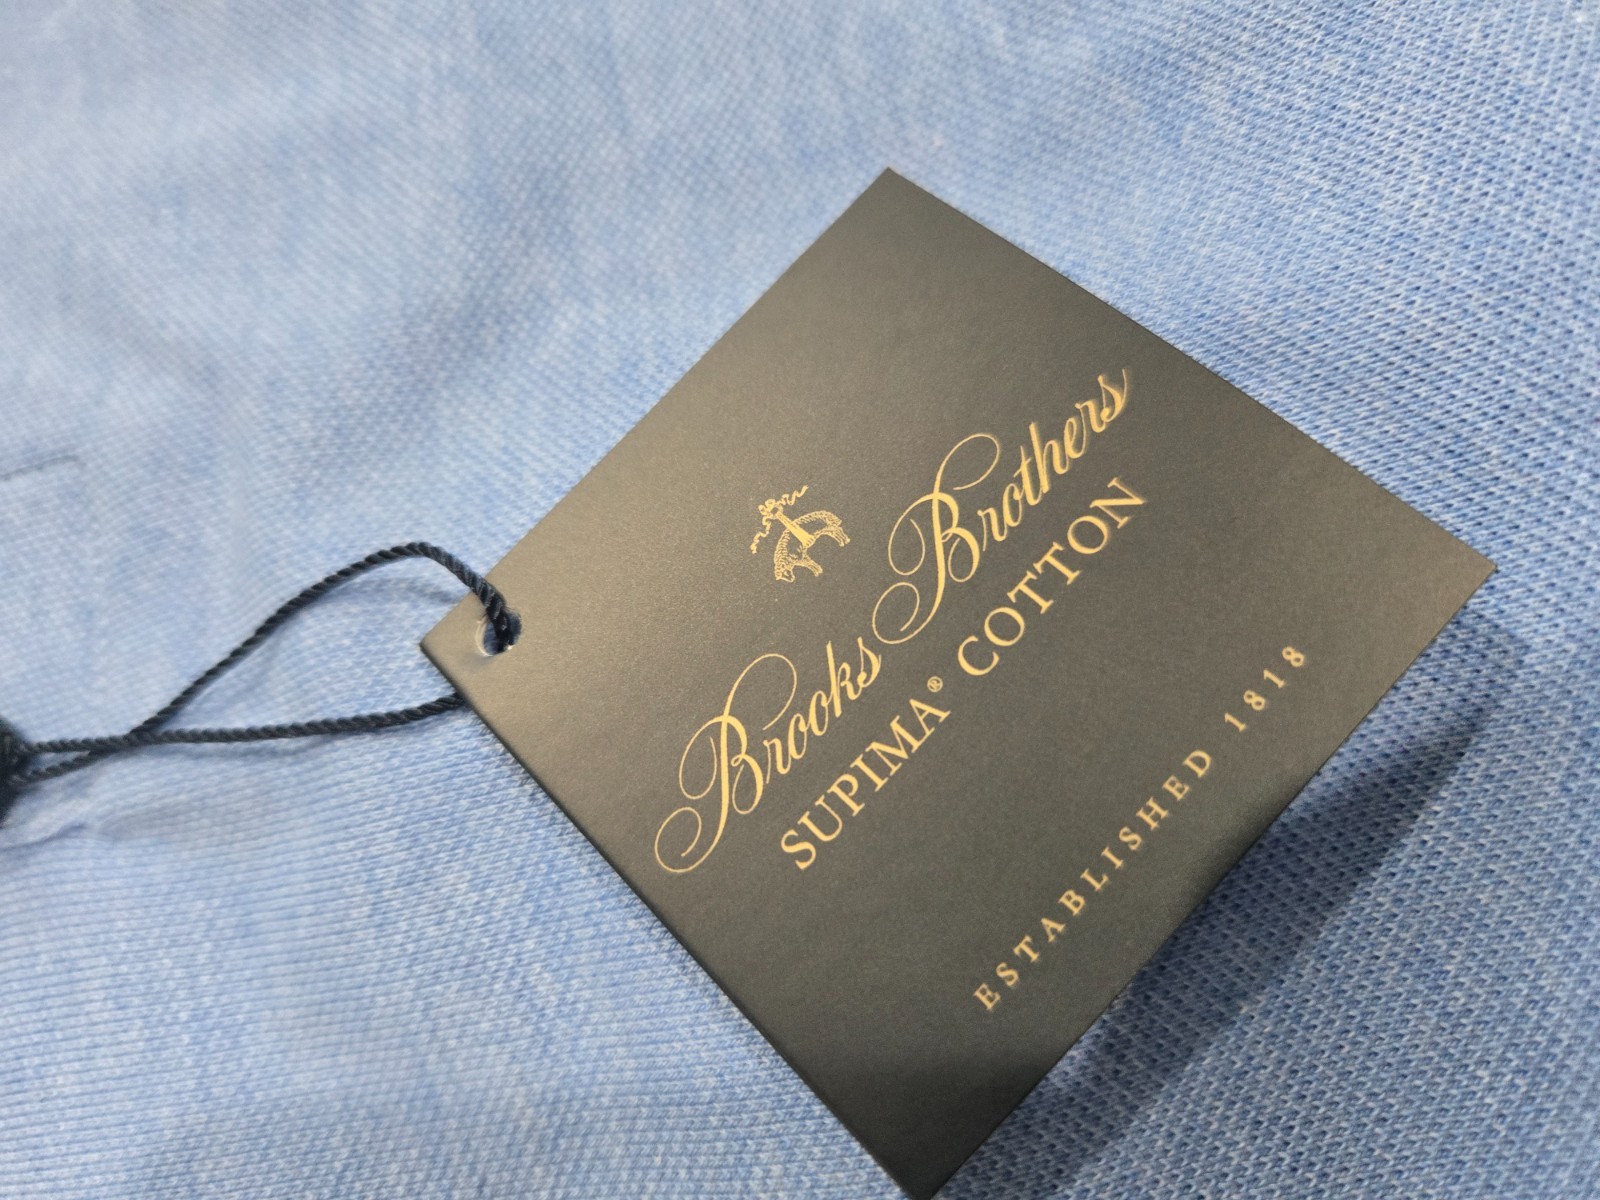 Brooks Brothers
SUPIMA® COTTON
ESTABLISHED 1818